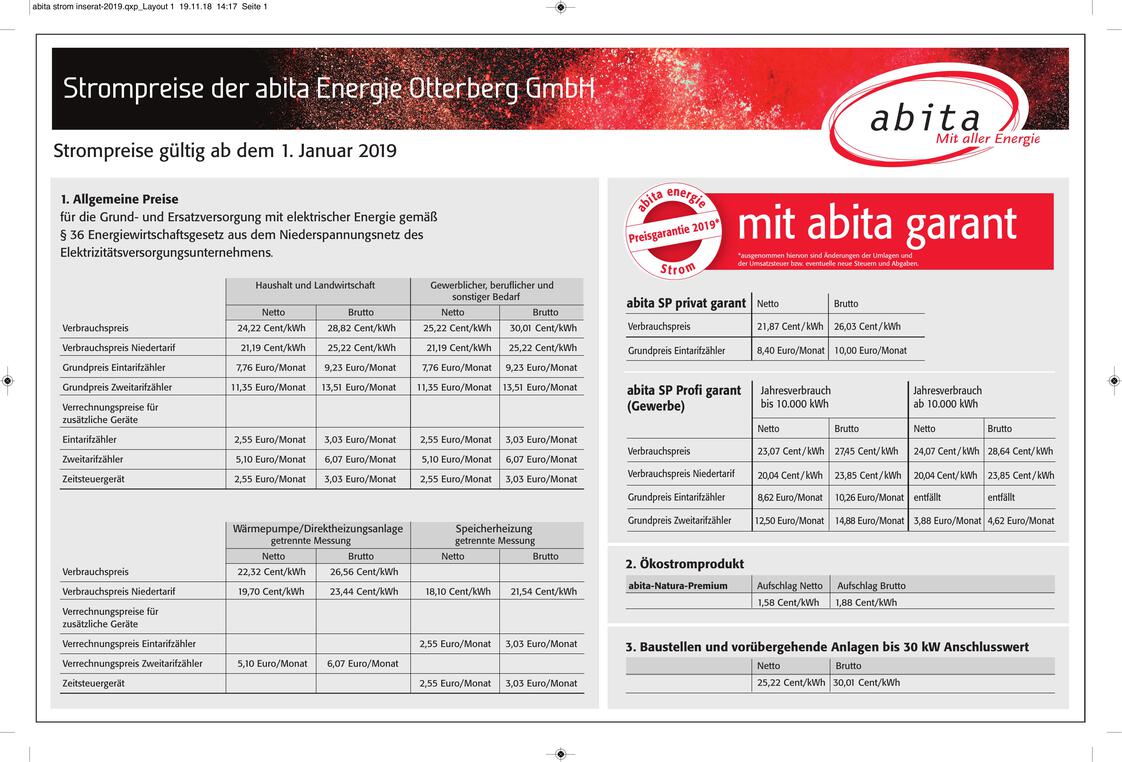 abita strom inserat-2019.qxp_Layout 1 19.11.18 14:17 Seite 1
Strompreise der abita Energie Otterberg GmbH
abita
Mit aller Energie
Strompreise gültig ab dem 1. Januar 2019
1. Allgemeine Preise
für die Grund- und Ersatzversorgung mit elektrischer Energie gemäß
§ 36 Energiewirtschaftsgesetz aus dem Niederspannungsnetz des
Elektrizitätsversorgungsunternehmens.
Haushalt und Landwirtschaft Gewerblicher, beruflicher und
sonstiger Bedarf
Netto Brutto Netto Brutto
Verbrauchspreis 24,22 Cent/kWh 28,82 Cent/kWh 25,22 Cent/kWh 30,01 Cent/kWh
Verbrauchspreis Niedertarif 21,19 Cent/kWh 25,22 Cent/kWh 21,19 Cent/kWh 25,22 Cent/kWh
Grundpreis Eintarifzähler 7,76 Euro/Monat 9,23 Euro/Monat 7,76 Euro/Monat 9,23 Euro/Monat
Grundpreis Zweitarifzähler 11,35 Euro/Monat 13,51 Euro/Monat 11,35 Euro/Monat 13,51 Euro/Monat
Verrechnungspreise für
zusätzliche Geräte
Eintarifzähler 2,55 Euro/Monat 3,03 Euro/Monat 2,55 Euro/Monat 3,03 Euro/Monat
Zweitarifzähler 5,10 Euro/Monat 6,07 Euro/Monat 5,10 Euro/Monat 6,07 Euro/Monat
Zeitsteuergerät 2,55 Euro/Monat 3,03 Euro/Monat 2,55 Euro/Monat 3,03 Euro/Monat
Wärmepumpe/Direktheizungsanlage Speicherheizung
getrennte Messung getrennte Messung
Netto Brutto Netto Brutto
Verbrauchspreis 22,32 Cent/kWh 26,56 Cent/kWh
Verbrauchspreis Niedertarif 19,70 Cent/kWh 23,44 Cent/kWh 18,10 Cent/kWh 21,54 Cent/kWh
Verrechnungspreise für
zusätzliche Geräte
Verrechnungspreis Eintarifzähler 2,55 Euro/Monat 3,03 Euro/Monat
Verrechnungspreis Zweitarifzähler 5,10 Euro/Monat 6,07 Euro/Monat
Zeitsteuergerät 2,55 Euro/Monat 3,03 Euro/Monat
abita energie
Preisgarantie 2019*
Strom
mit abita garant
*ausgenommen hiervon sind Änderungen der Umlagen und
der Umsatzsteuer bzw. eventuelle neue Steuern und Abgaben.
abita SP privat garant Netto Brutto
Verbrauchspreis 21,87 Cent/kWh 26,03 Cent/kWh
Grundpreis Eintarifzähler 8,40 Euro/Monat 10,00 Euro/Monat
abita SP Profi garant Jahresverbrauch Jahresverbrauch
(Gewerbe) bis 10.000 kWh ab 10.000 kWh
Netto Brutto Netto Brutto
Verbrauchspreis 23,07 Cent/kWh 27,45 Cent/kWh 24,07 Cent/kWh 28,64 Cent/kWh
Verbrauchspreis Niedertarif 20,04 Cent/kWh 23,85 Cent/kWh 20,04 Cent/kWh 23,85 Cent/kWh
Grundpreis Eintarifzähler 8,62 Euro/Monat 10,26 Euro/Monat entfällt entfällt
Grundpreis Zweitarifzähler 12,50 Euro/Monat 14,88 Euro/Monat 3,88 Euro/Monat 4,62 Euro/Monat
2. Ökostromprodukt
abita-Natura-Premium Aufschlag Netto Aufschlag Brutto
1,58 Cent/kWh 1,88 Cent/kWh
3. Baustellen und vorübergehende Anlagen bis 30 kW Anschlusswert
Netto Brutto
25,22 Cent/kWh 30,01 Cent/kWh